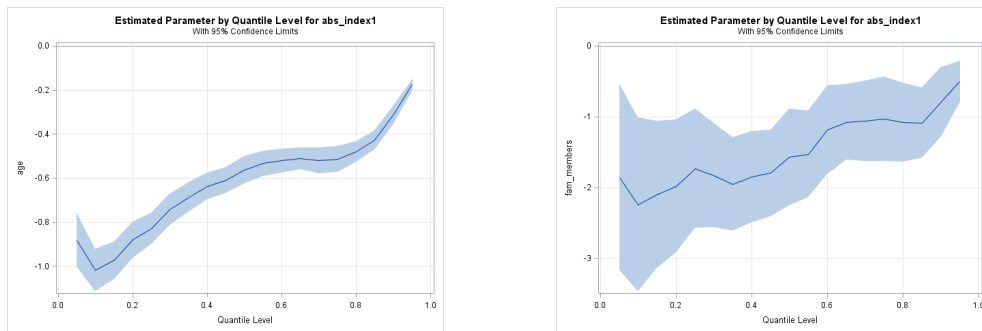 Estimated Parameter by Quantile Level for abs_index1
With 95% Confidence Limits
0.0
-0.2
-0.4
-0.6
-0.8
-1.0
age
0.0
0.2
0.4
0.6
0.8
1.0
Quantile Level
Estimated Parameter by Quantile Level for abs_index1
With 95% Confidence Limits
0
-1
-2
-3
fam_members
0.0
0.2
0.4
0.6
0.8
1.0
Quantile Level